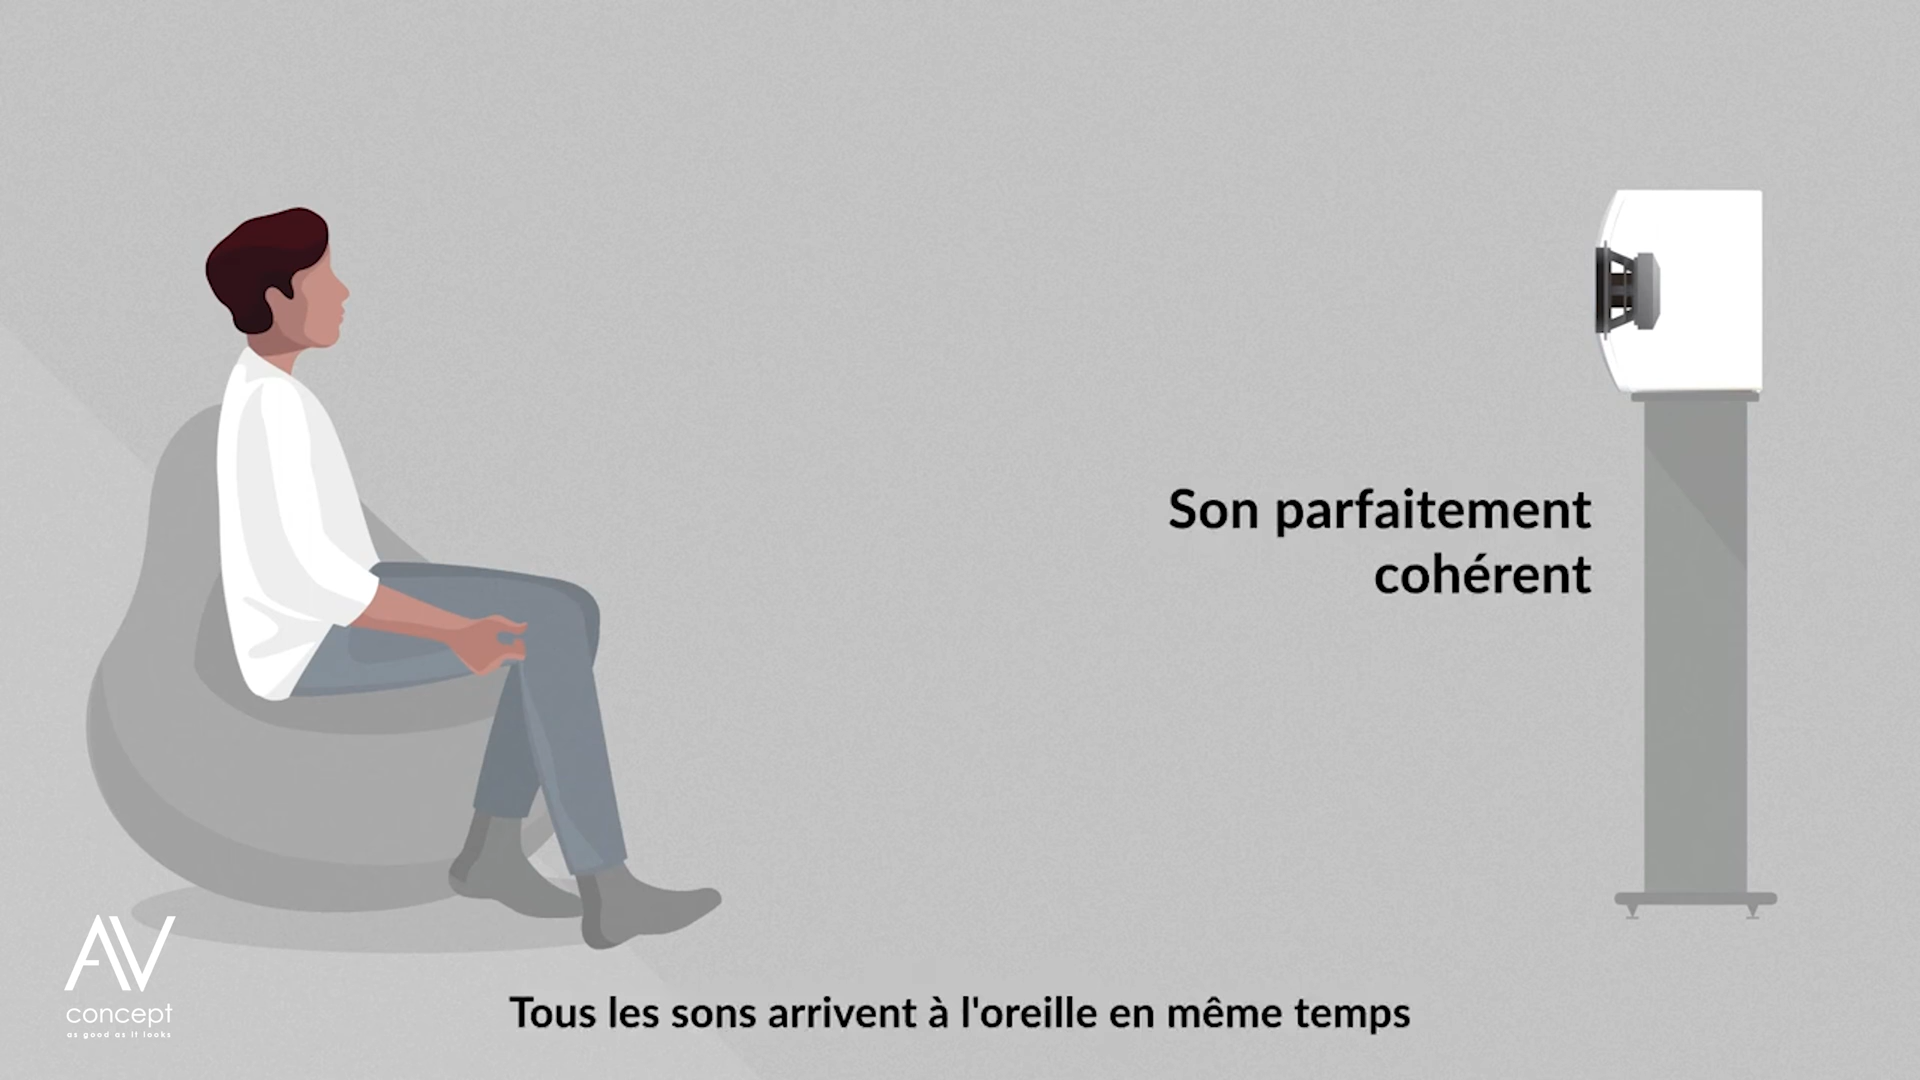 Son parfaitement
cohérent
AV
concept
as good as it looks
Tous les sons arrivent à l'oreille en même temps